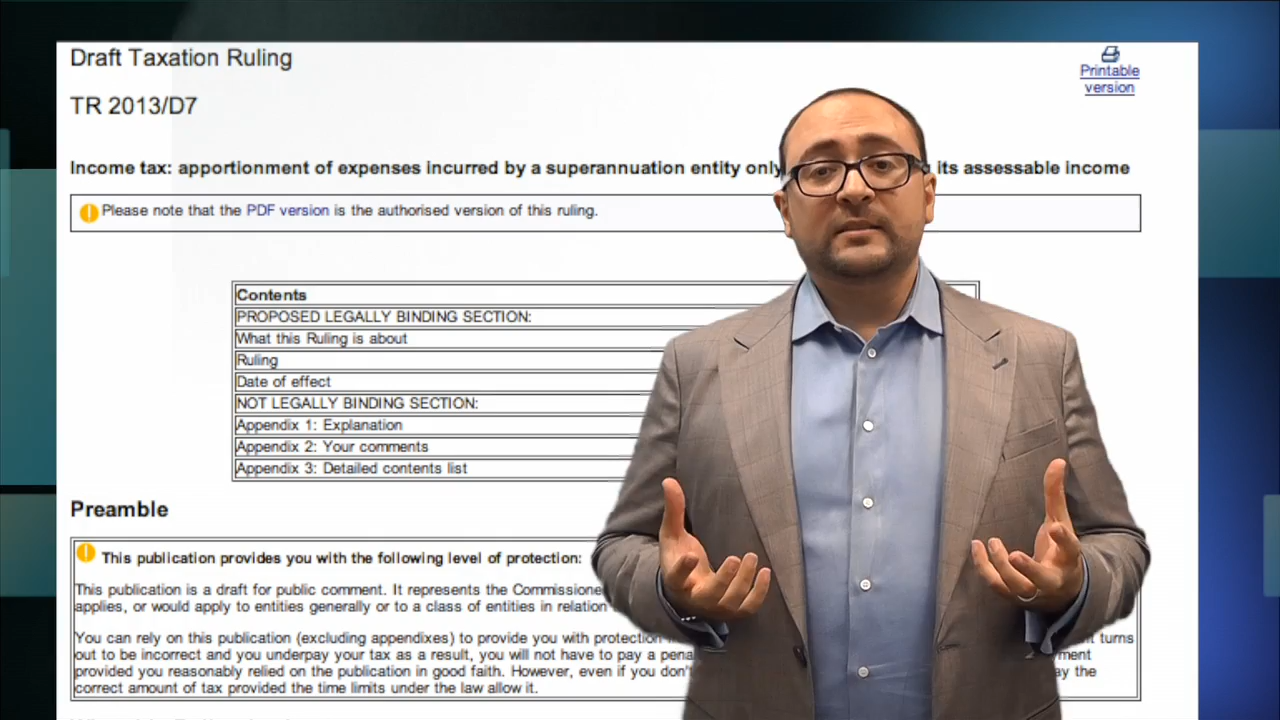 Draft Taxation Ruling
Printable
version
TR 2013/D7
Income tax: apportionment of expenses incurred by a superannuation entity only its assessable income
Please note that the PDF version is the authorised version of this ruling.
Contents
PROPOSED LEGALLY BINDING SECTION:
What this Ruling is about
Ruling
Date of effect
NOT LEGALLY BINDING SECTION:
Appendix 1: Explanation
Appendix 2: Your comments
Appendix 3: Detailed contents list
Preamble
This publication provides you with the following level of protection:
This publication is a draft for public comment. It represents the
applies, or would apply to entities generally or to a class of entities in relation
You can rely on this publication (excluding appendixes) to provide you with protection turns
out to be incorrect and you underpay your tax as a result, you will not have to pay a
provided you reasonably relied on the publication in good faith. However, even if you the
correct amount of tax provided the time limits under the law allow it.